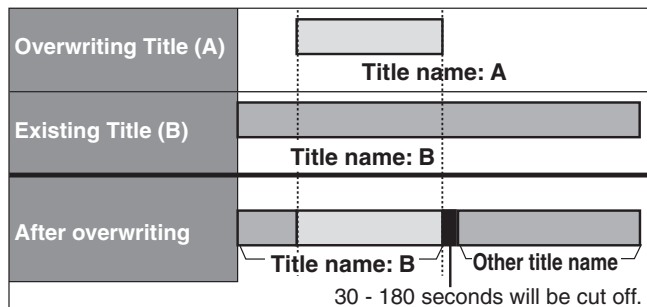 Overwriting Title (A)
Title name: A
Existing Title (B)
Title name: B
After overwriting
Title name: B
Other title name
30 - 180 seconds will be cut off.